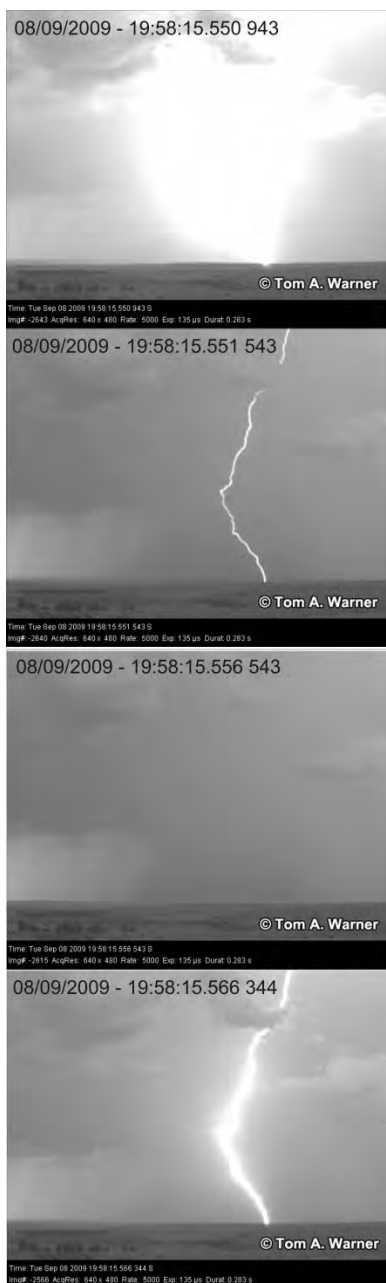 08/09/2009 - 19:58:15.550 943
© Tom A. Warner
Time: Tue Sep 08 2009 19:58:15.550 943 S
Img#: -2643 AcqRes: 640 x 480 Rate: 5000 Exp: 135 µs Durat: 0.283 s
08/09/2009 - 19:58:15.551 543
© Tom A. Warner
Time: Tue Sep 08 2009 19:58:15.551 543 S
Img#: -2640 AcqRes: 640 x 480 Rate: 5000 Exp: 135 µs Durat: 0.283 s
08/09/2009 - 19:58:15.556 543
© Tom A. Warner
Time: Tue Sep 08 2009 19:58:15.556 543 S
Img#: -2615 AcqRes: 640 x 480 Rate: 5000 Exp: 135 µs Durat: 0.283 s
08/09/2009 - 19:58:15.566 344
© Tom A. Warner
Time: Tue Sep 08 2009 19:58:15.566 344 S
Img#: -2566 AcqRes: 640 x 480 Rate: 5000 Exp: 135 µs Durat: 0.283 s